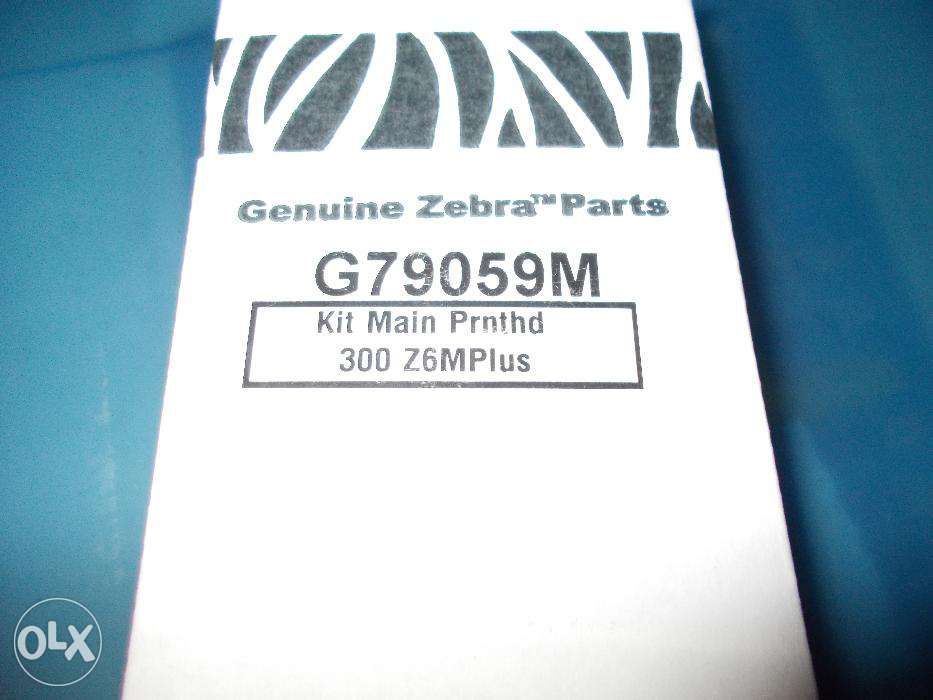 Genuine Zebra™ Parts
G79059M
Kit Main Prnthd
300 Z6MPlus
OLX